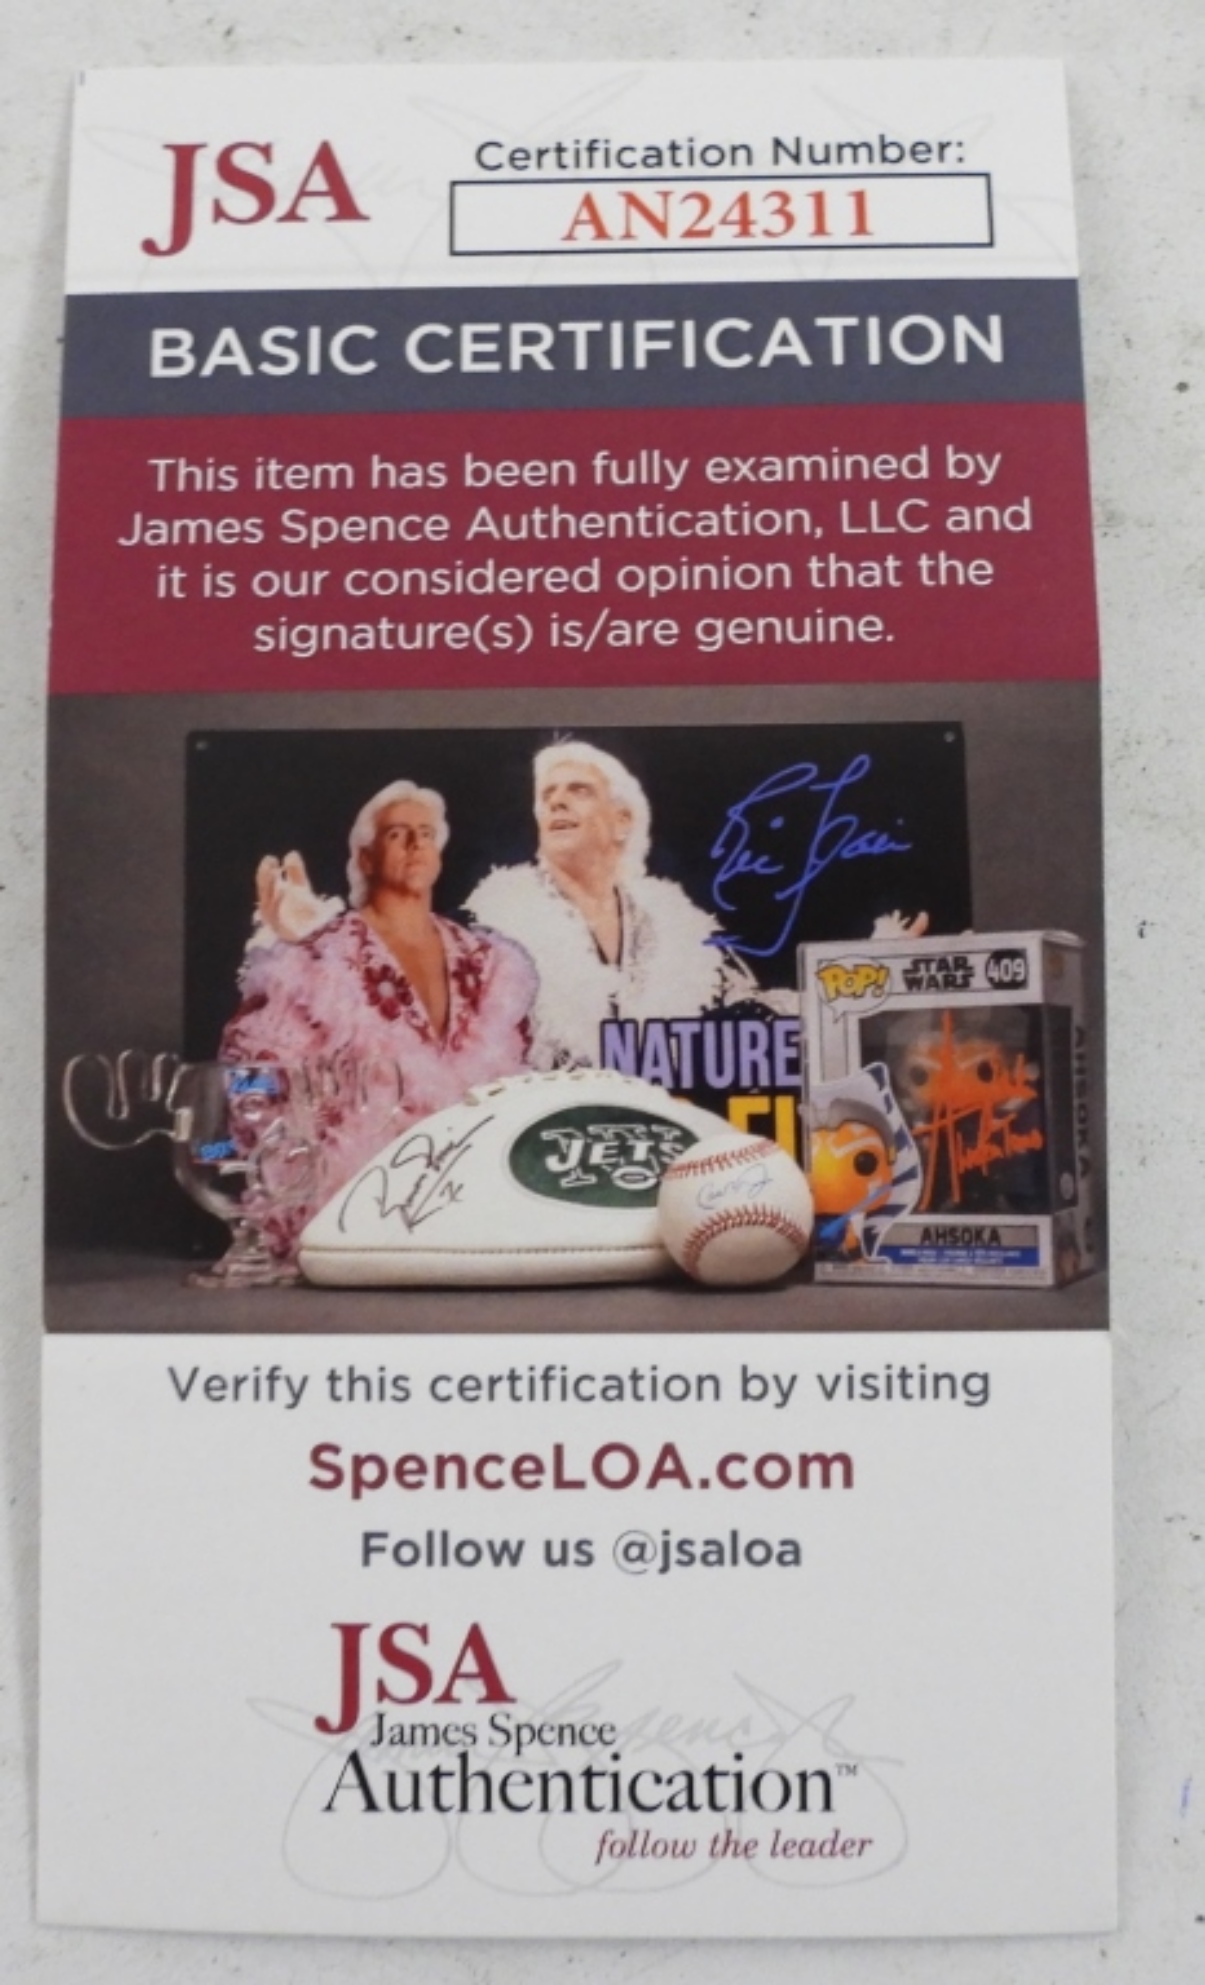 JSA
Certification Number:
AN24311
BASIC CERTIFICATION
This item has been fully examined by
James Spence Authentication, LLC and
it is our considered opinion that the
signature(s) is/are genuine.
POP! STAR WARS 409
NATURE
JETS
AHSOKA
AHSOKA
Verify this certification by visiting
SpenceLOA.com
Follow us @jsaloa
JSA
James Spence
Authentication™
follow the leader